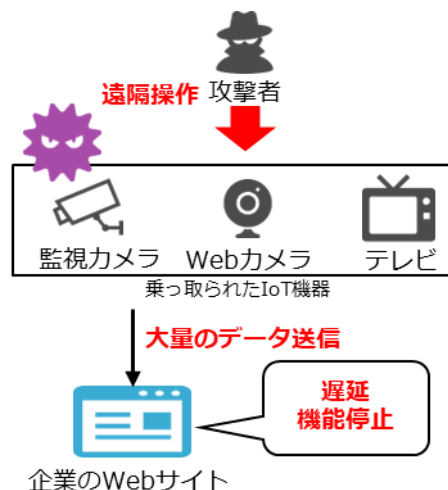 遠隔操作 攻撃者
監視カメラ Webカメラ テレビ
乗っ取られたIoT機器
大量のデータ送信
遅延
機能停止
企業のWebサイト